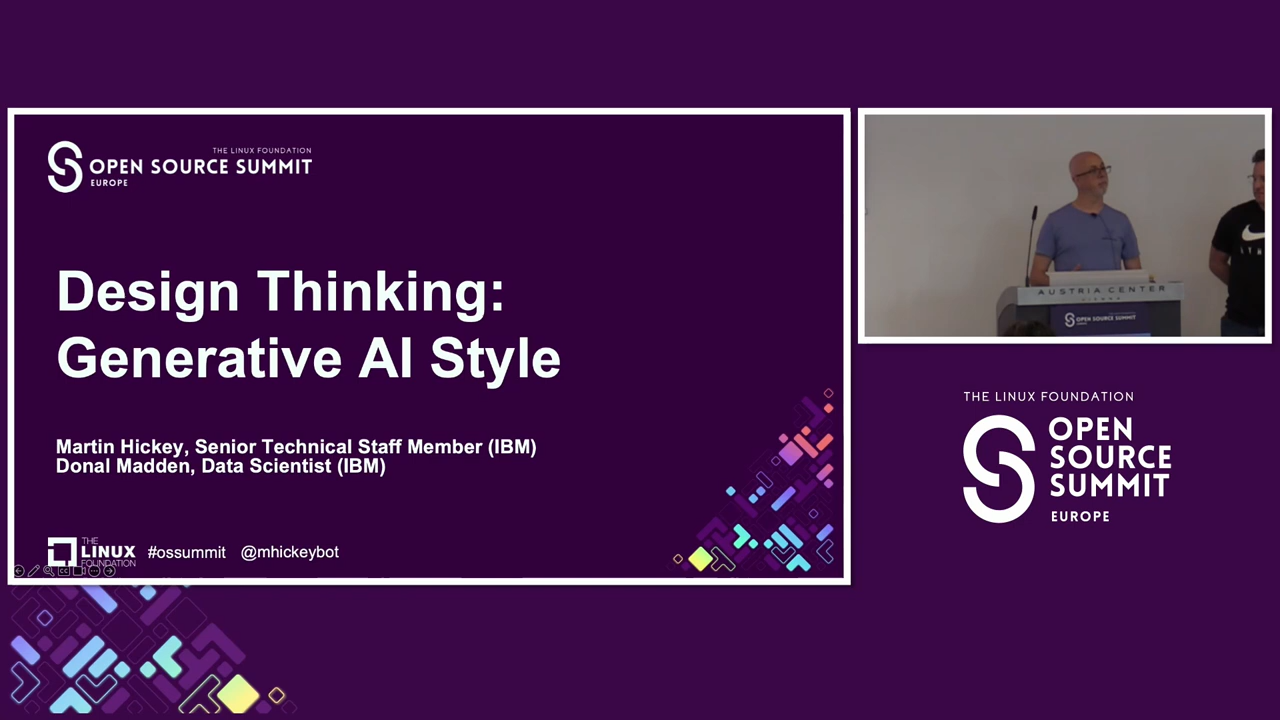 THE LINUX FOUNDATION
OPEN SOURCE SUMMIT
EUROPE
Design Thinking:
Generative AI Style
Martin Hickey, Senior Technical Staff Member (IBM)
Donal Madden, Data Scientist (IBM)
THE
LINUX
FOUNDATION
#ossummit @mhickeybot
AUSTRIA CENTER
VIENNA
OPEN SOURCE SUMMIT
THE LINUX FOUNDATION
OPEN
SOURCE
SUMMIT
EUROPE